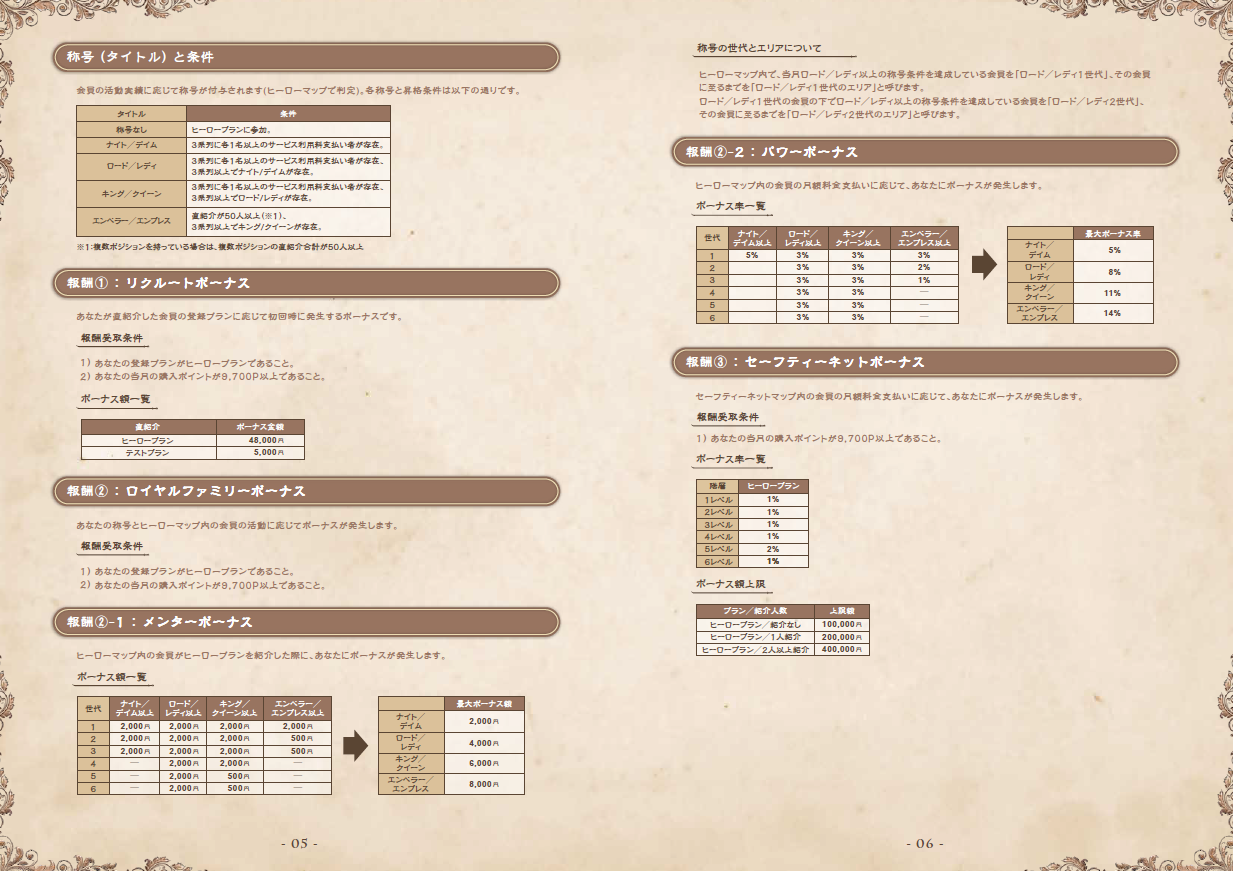 称号（タイトル）と条件
会員の活動実績に応じて称号が付与されます(ヒーローマップで判定)。各称号と昇格条件は以下の通りです。
タイトル 条件
称号なし ヒーロープランに参加。
ナイト／デイム 3系列に各1名以上のサービス利用料支払い者が存在。
ロード／レディ 3系列に各1名以上のサービス利用料支払い者が存在、
3系列以上でナイト/デイムが存在。
キング／クイーン 3系列に各1名以上のサービス利用料支払い者が存在、
3系列以上でロード/レディが存在。
エンペラー／エンプレス 直紹介が50人以上(※1)、
3系列以上でキング/クイーンが存在。
※1:複数ポジションを持っている場合は、複数ポジションの直紹介合計が50人以上
報酬①：リクルートボーナス
あなたが直紹介した会員の登録プランに応じて初回時に発生するボーナスです。
報酬受取条件
1) あなたの登録プランがヒーロープランであること。
2) あなたの当月の購入ポイントが9,700P以上であること。
ボーナス額一覧
直紹介 ボーナス金額
ヒーロープラン 48,000円
テストプラン 5,000円
報酬②：ロイヤルファミリーボーナス
あなたの称号とヒーローマップ内の会員の活動に応じてボーナスが発生します。
報酬受取条件
1) あなたの登録プランがヒーロープランであること。
2) あなたの当月の購入ポイントが9,700P以上であること。
報酬②-1：メンターボーナス
ヒーローマップ内の会員がヒーロープランを紹介した際に、あなたにボーナスが発生します。
ボーナス額一覧
世代 ナイト／デイム以上 ロード／レディ以上 キング／クイーン以上 エンペラー／エンプレス以上
1 2,000円 2,000円 2,000円 2,000円
2 2,000円 2,000円 2,000円 500円
3 2,000円 2,000円 2,000円 500円
4 — 2,000円 2,000円 —
5 — 2,000円 500円 —
6 — 2,000円 500円 —
最大ボーナス額
ナイト／デイム 2,000円
ロード／レディ 4,000円
キング／クイーン 6,000円
エンペラー／エンプレス 8,000円
- 05 -
称号の世代とエリアについて
ヒーローマップ内で、当月ロード／レディ以上の称号条件を達成している会員を「ロード／レディ1世代」、その会員
に至るまでを「ロード／レディ1世代のエリア」と呼びます。
ロード／レディ1世代の会員の下でロード／レディ以上の称号条件を達成している会員を「ロード／レディ2世代」、
その会員に至るまでを「ロード／レディ2世代のエリア」と呼びます。
報酬②-2：パワーボーナス
ヒーローマップ内の会員の月額料金支払いに応じて、あなたにボーナスが発生します。
ボーナス率一覧
世代 ナイト／デイム以上 ロード／レディ以上 キング／クイーン以上 エンペラー／エンプレス以上
1 5% 3% 3% 3%
2 3% 3% 2%
3 3% 3% 1%
4 3% 3% —
5 3% 3% —
6 3% 3% —
最大ボーナス率
ナイト／デイム 5%
ロード／レディ 8%
キング／クイーン 11%
エンペラー／エンプレス 14%
報酬③：セーフティーネットボーナス
セーフティーネットマップ内の会員の月額料金支払いに応じて、あなたにボーナスが発生します。
報酬受取条件
1) あなたの当月の購入ポイントが9,700P以上であること。
ボーナス率一覧
階層 ヒーロープラン
1レベル 1%
2レベル 1%
3レベル 1%
4レベル 1%
5レベル 2%
6レベル 1%
ボーナス額上限
プラン／紹介人数 上限額
ヒーロープラン／紹介なし 100,000円
ヒーロープラン／1人紹介 200,000円
ヒーロープラン／2人以上紹介 400,000円
- 06 -